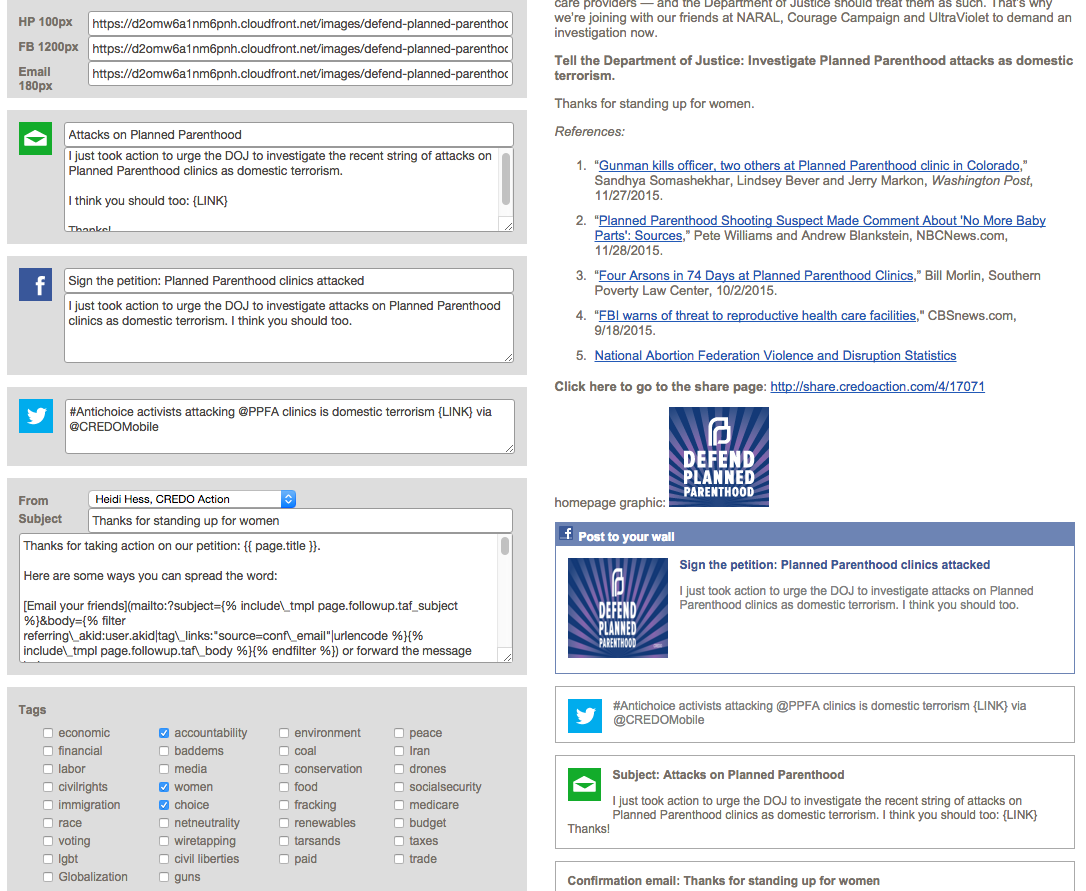 HP 100px
https://d2omw6a1nm6pnh.cloudfront.net/images/defend-planned-parenthoo
FB 1200px
https://d2omw6a1nm6pnh.cloudfront.net/images/defend-planned-parenthoo
Email
180px
https://d2omw6a1nm6pnh.cloudfront.net/images/defend-planned-parenthoo
Attacks on Planned Parenthood
I just took action to urge the DOJ to investigate the recent string of attacks on
Planned Parenthood clinics as domestic terrorism.
I think you should too: {LINK}
Thanks!
f
Sign the petition: Planned Parenthood clinics attacked
I just took action to urge the DOJ to investigate attacks on Planned Parenthood
clinics as domestic terrorism. I think you should too.
#Antichoice activists attacking @PPFA clinics is domestic terrorism {LINK} via
@CREDOMobile
From
Heidi Hess, CREDO Action
Subject
Thanks for standing up for women
Thanks for taking action on our petition: {{ page.title }}.
Here are some ways you can spread the word:
[Email your friends](mailto:?subject={% include\_tmpl page.followup.taf_subject
%}&body={% filter
referring\_akid:user.akid|tag\_links:"source=conf\_email"|urlencode %}{%
include\_tmpl page.followup.taf\_body %}{% endfilter %}) or forward the message
Tags
economic accountability environment peace
financial baddems coal Iran
labor media conservation drones
civilrights women food socialsecurity
immigration choice fracking medicare
race netneutrality renewables budget
voting wiretapping tarsands taxes
lgbt civil liberties paid trade
Globalization guns
care providers — and the Department of Justice should treat them as such. That's why
we're joining with our friends at NARAL, Courage Campaign and UltraViolet to demand an
investigation now.
Tell the Department of Justice: Investigate Planned Parenthood attacks as domestic
terrorism.
Thanks for standing up for women.
References:
1. “Gunman kills officer, two others at Planned Parenthood clinic in Colorado,”
Sandhya Somashekhar, Lindsey Bever and Jerry Markon, Washington Post,
11/27/2015.
2. “Planned Parenthood Shooting Suspect Made Comment About 'No More Baby
Parts': Sources,” Pete Williams and Andrew Blankstein, NBCNews.com,
11/28/2015.
3. “Four Arsons in 74 Days at Planned Parenthood Clinics,” Bill Morlin, Southern
Poverty Law Center, 10/2/2015.
4. “FBI warns of threat to reproductive health care facilities," CBSnews.com,
9/18/2015.
5. National Abortion Federation Violence and Disruption Statistics
Click here to go to the share page: http://share.credoaction.com/4/17071
DEFEND
PLANNED
PARENTHOOD
homepage graphic:
f Post to your wall
DEFEND
PLANNED
PARENTHOOD
Sign the petition: Planned Parenthood clinics attacked
I just took action to urge the DOJ to investigate attacks on Planned Parenthood
clinics as domestic terrorism. I think you should too.
#Antichoice activists attacking @PPFA clinics is domestic terrorism {LINK} via
@CREDOMobile
Subject: Attacks on Planned Parenthood
I just took action to urge the DOJ to investigate the recent string of attacks on
Planned Parenthood clinics as domestic terrorism. I think you should too: {LINK}
Thanks!
Confirmation email: Thanks for standing up for women